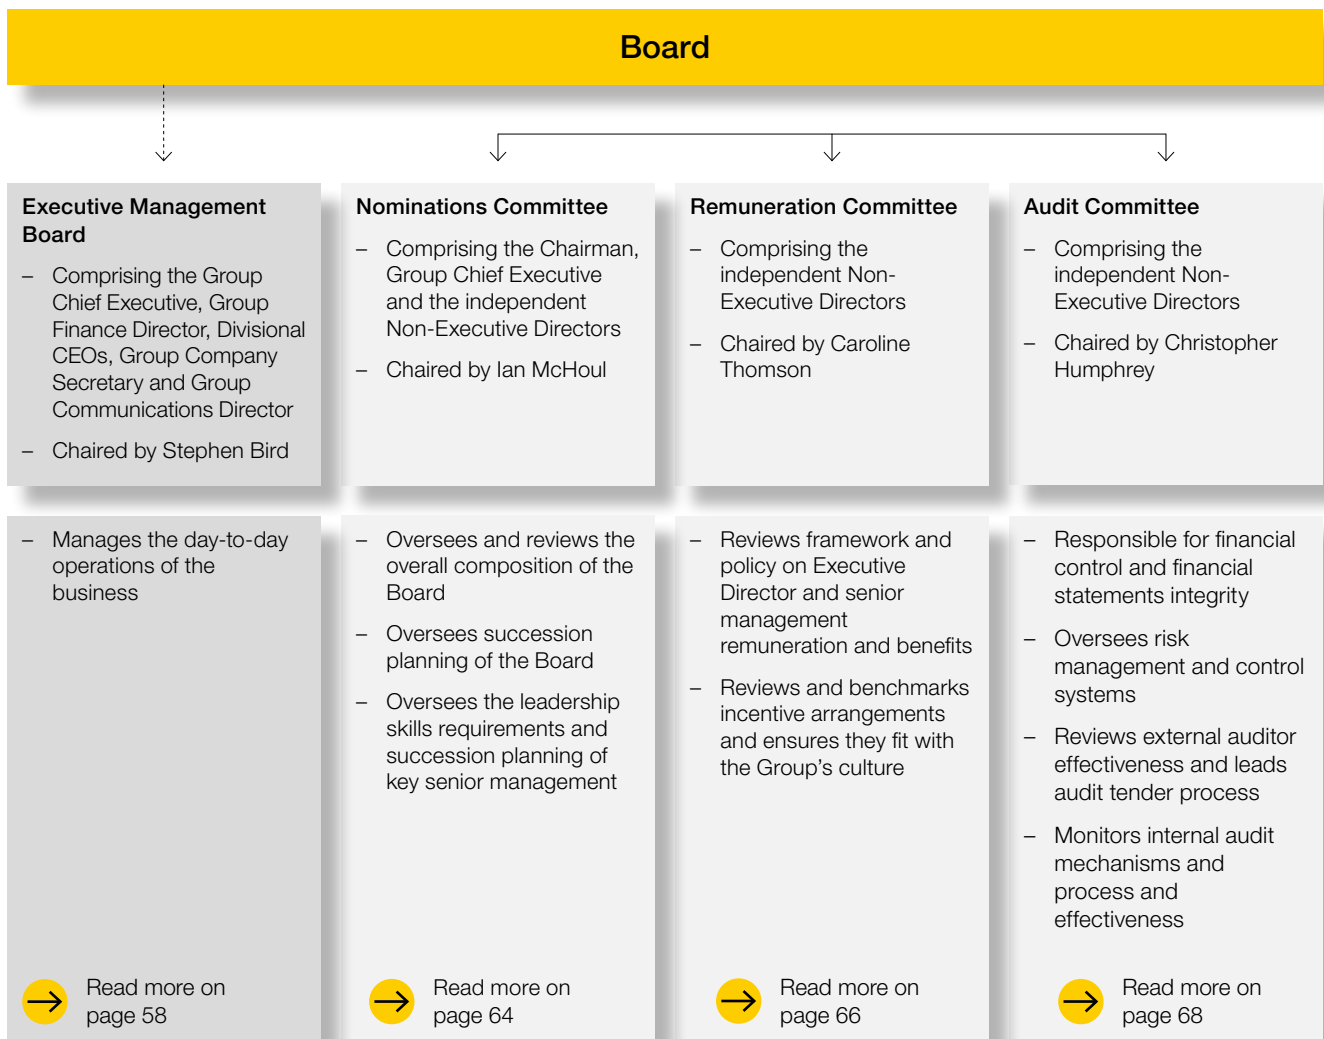 Board
Executive Management
Board
– Comprising the Group
Chief Executive, Group
Finance Director, Divisional
CEOs, Group Company
Secretary and Group
Communications Director
– Chaired by Stephen Bird
– Manages the day-to-day
operations of the
business
Read more on
page 58
Nominations Committee
– Comprising the Chairman,
Group Chief Executive
and the independent
Non-Executive Directors
– Chaired by Ian McHoul
– Oversees and reviews the
overall composition of the
Board
– Oversees succession
planning of the Board
– Oversees the leadership
skills requirements and
succession planning of
key senior management
Read more on
page 64
Remuneration Committee
– Comprising the
independent Non-
Executive Directors
– Chaired by Caroline
Thomson
– Reviews framework and
policy on Executive
Director and senior
management
remuneration and benefits
– Reviews and benchmarks
incentive arrangements
and ensures they fit with
the Group's culture
Read more on
page 66
Audit Committee
– Comprising the
independent Non-
Executive Directors
– Chaired by Christopher
Humphrey
– Responsible for financial
control and financial
statements integrity
– Oversees risk
management and control
systems
– Reviews external auditor
effectiveness and leads
audit tender process
– Monitors internal audit
mechanisms and
process and
effectiveness
Read more on
page 68